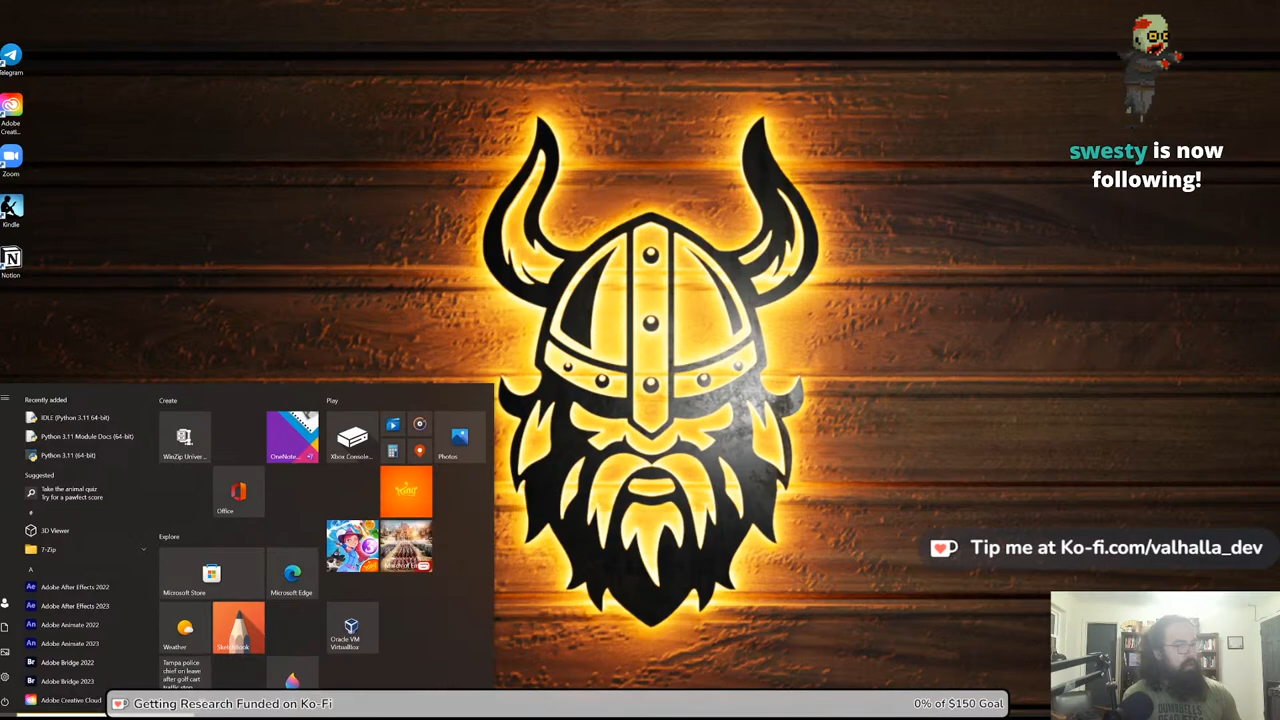 Telegram
Adobe
Creati...
Zoom
Kindle
Notion
swesty is now
following!
Recently added
IDLE (Python 3.11 64-bit)
Python 3.11 Module Docs (64-bit)
Python 3.11 (64-bit)
Suggested
Take the animal quiz
Try for a pawfect score
#
3D Viewer
7-Zip
A
Adobe After Effects 2022
Adobe After Effects 2023
Adobe Animate 2022
Adobe Animate 2023
Adobe Bridge 2022
Adobe Bridge 2023
Adobe Creative Cloud
Create
WinZip Univer...
OneNote...
Office
Explore
Microsoft Store
Microsoft Edge
Weather
SketchBook
Tampa police
chief on leave
after golf cart
traffic stop
Play
Xbox Console...
Photos
King
Oracle VM
VirtualBox
Tip me at Ko-fi.com/valhalla_dev
Getting Research Funded on Ko-Fi
0% of $150 Goal